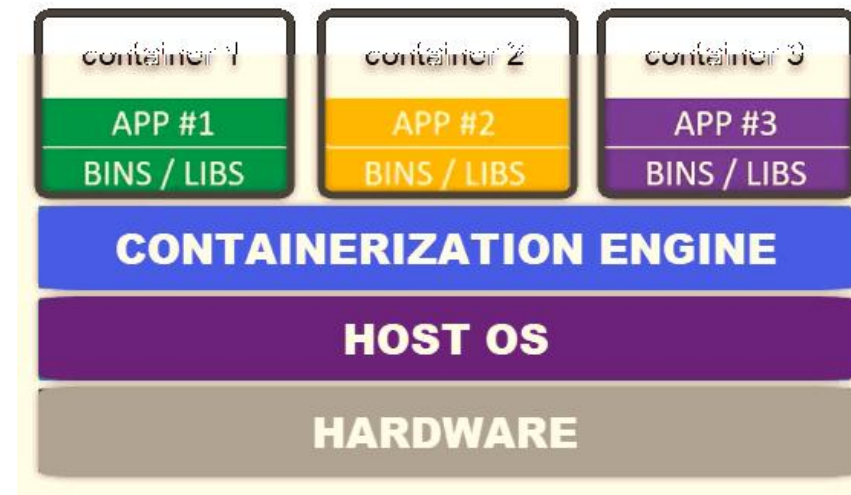 container 1
container 2
container 3
APP #1
APP #2
APP #3
BINS / LIBS
BINS / LIBS
BINS / LIBS
CONTAINERIZATION ENGINE
HOST OS
HARDWARE